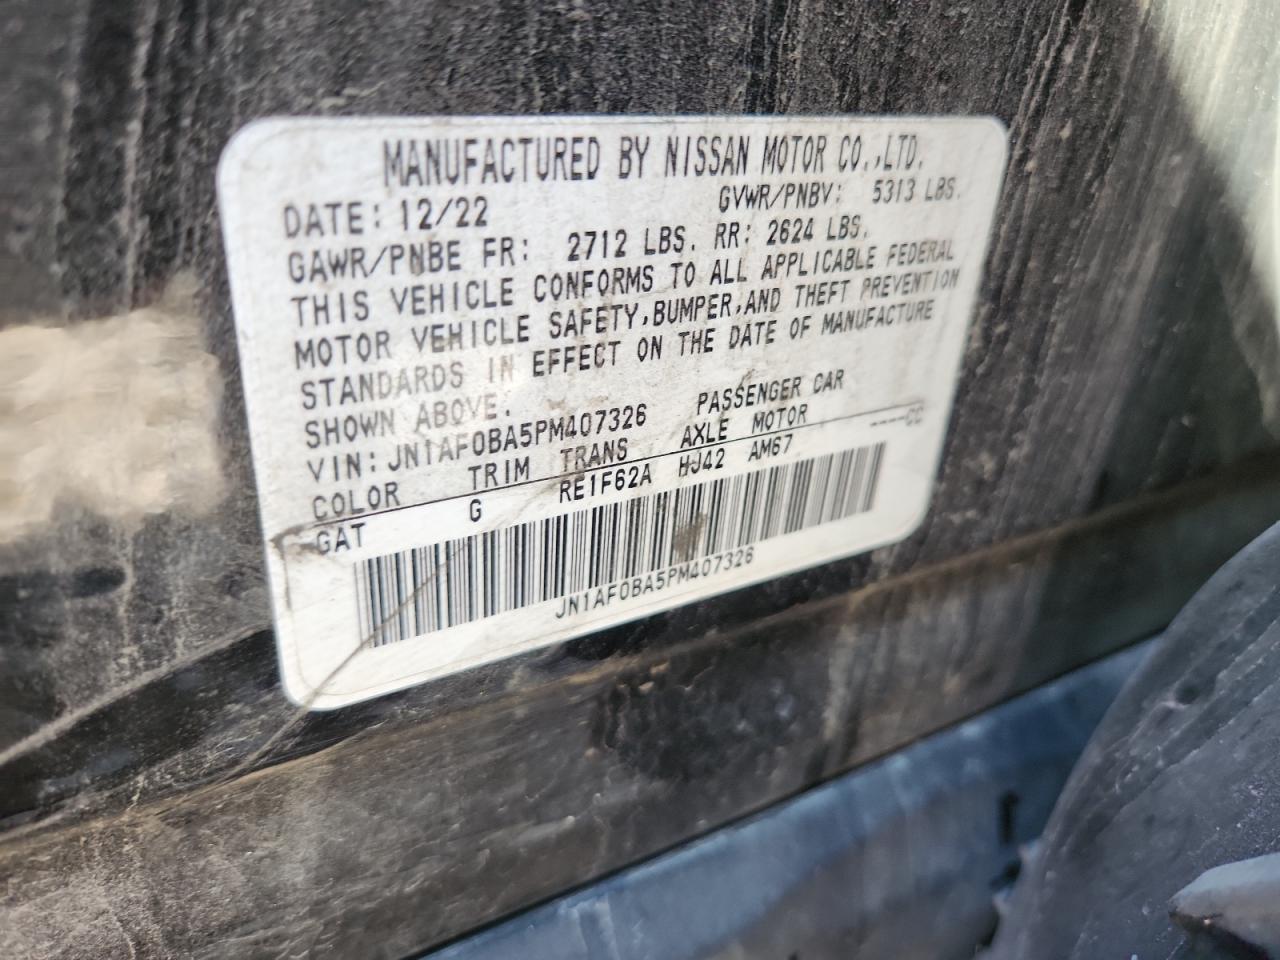 MANUFACTURED BY NISSAN MOTOR CO.,LTD.
DATE: 12/22 GVWR/PNBV: 5313 LBS.
GAWR/PNBE FR: 2712 LBS. RR: 2624 LBS.
THIS VEHICLE CONFORMS TO ALL APPLICABLE FEDERAL
MOTOR VEHICLE SAFETY,BUMPER,AND THEFT PREVENTION
STANDARDS IN EFFECT ON THE DATE OF MANUFACTURE
SHOWN ABOVE.
VIN: JN1AF0BA5PM407326 PASSENGER CAR
COLOR TRIM TRANS AXLE MOTOR ----CC
GAT G RE1F62A HJ42 AM67
JN1AF0BA5PM407326